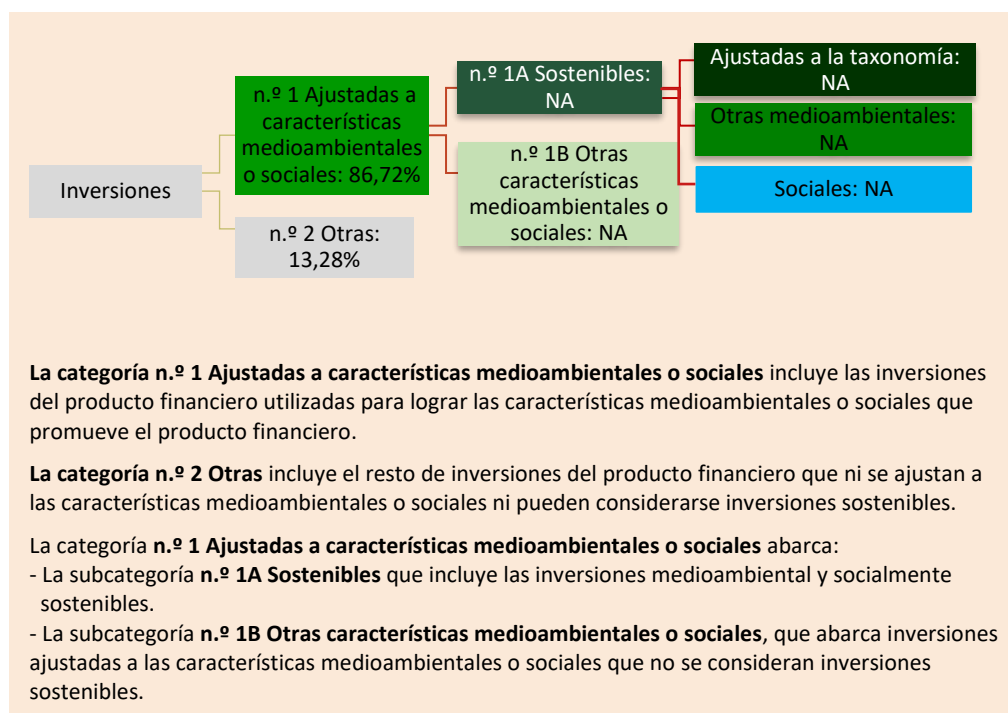 Inversiones
n.º 1 Ajustadas a
características
medioambientales
o sociales: 86,72%
n.º 2 Otras:
13,28%
n.º 1A Sostenibles:
NA
n.º 1B Otras
características
medioambientales o
sociales: NA
Ajustadas a la taxonomía:
NA
Otras medioambientales:
NA
Sociales: NA
La categoría n.º 1 Ajustadas a características medioambientales o sociales incluye las inversiones
del producto financiero utilizadas para lograr las características medioambientales o sociales que
promueve el producto financiero.
La categoría n.º 2 Otras incluye el resto de inversiones del producto financiero que ni se ajustan a
las características medioambientales o sociales ni pueden considerarse inversiones sostenibles.
La categoría n.º 1 Ajustadas a características medioambientales o sociales abarca:
- La subcategoría n.º 1A Sostenibles que incluye las inversiones medioambiental y socialmente
sostenibles.
- La subcategoría n.º 1B Otras características medioambientales o sociales, que abarca inversiones
ajustadas a las características medioambientales o sociales que no se consideran inversiones
sostenibles.